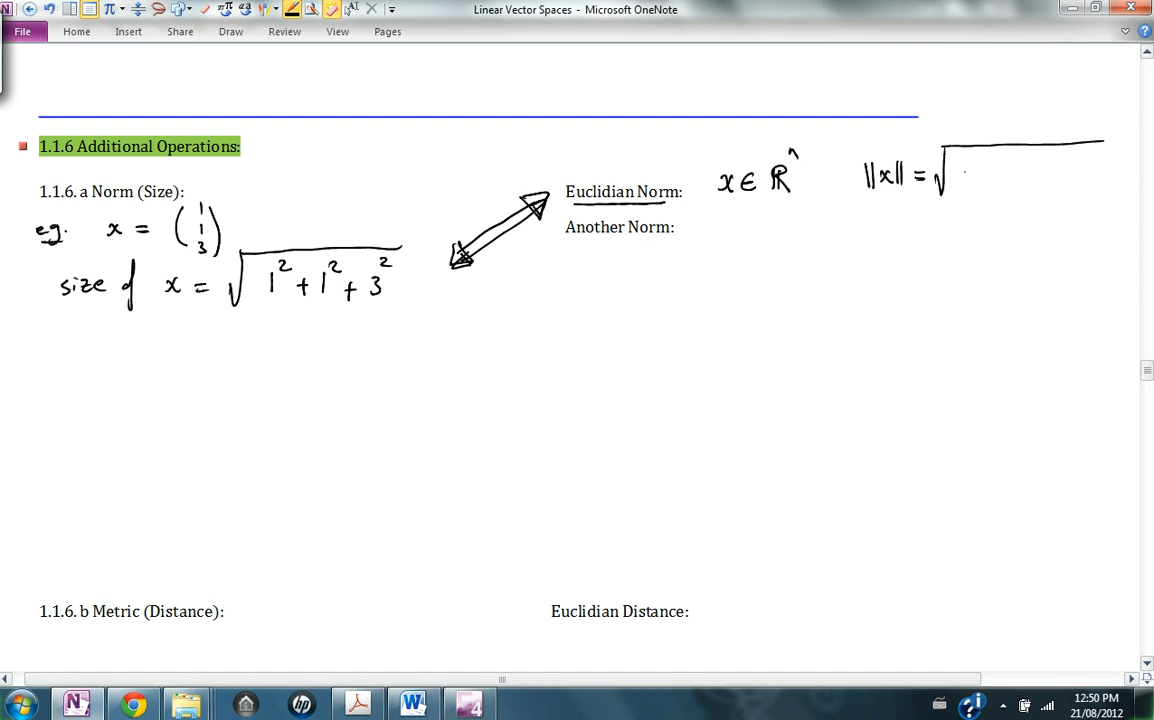 Linear Vector Spaces - Microsoft OneNote
File Home Insert Share Draw Review View Pages
1.1.6 Additional Operations:
1.1.6. a Norm (Size):
eg. x = (1 1 3)
size of x = √1² + 1² + 3²
Euclidian Norm: x ∈ ℝⁿ ||x|| = √
Another Norm:
1.1.6. b Metric (Distance):
Euclidian Distance:
12:50 PM
21/08/2012